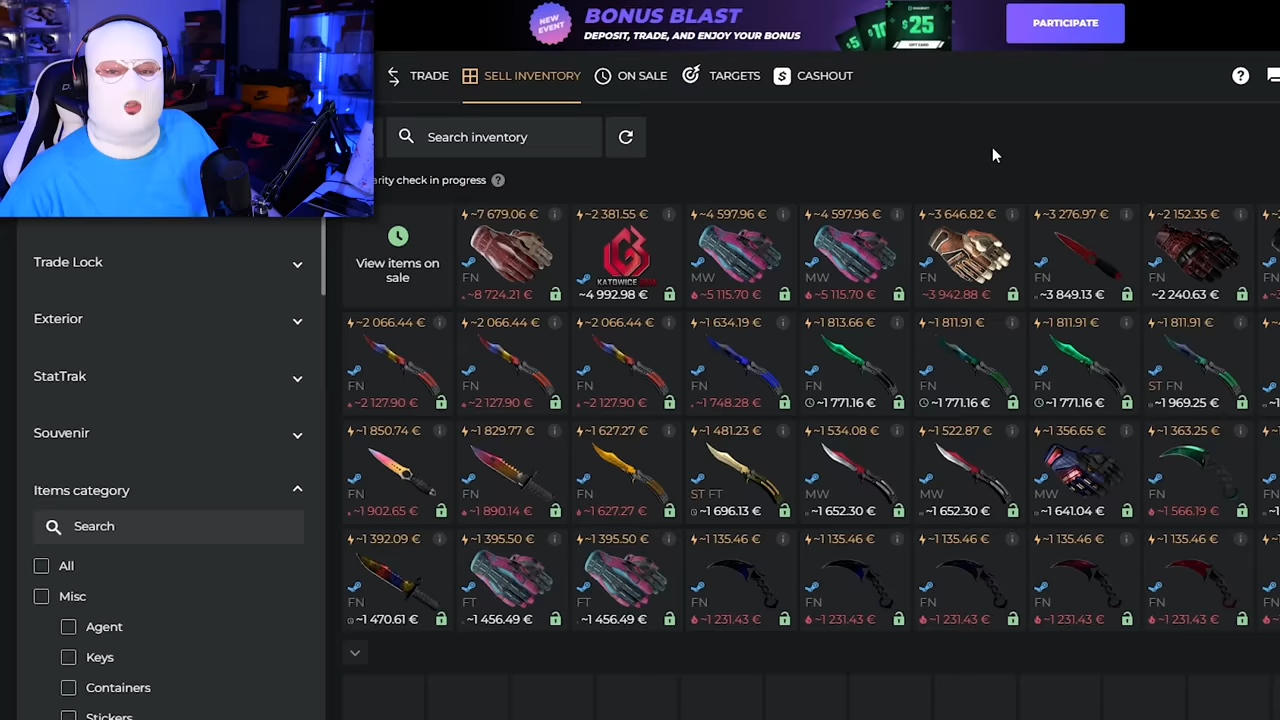 NEW EVENT
BONUS BLAST
DEPOSIT, TRADE, AND ENJOY YOUR BONUS
$25
PARTICIPATE
TRADE
SELL INVENTORY
ON SALE
TARGETS
CASHOUT
Search inventory
check in progress
Trade Lock
Exterior
StatTrak
Souvenir
Items category
Search
All
Misc
Agent
Keys
Containers
Stickers
View items on sale
~7 679.06 €
FN
~8 724.21 €
~2 381.55 €
KATOWICE
~4 992.98 €
~4 597.96 €
MW
~5 115.70 €
~4 597.96 €
MW
~5 115.70 €
~3 646.82 €
FN
~3 942.88 €
~3 276.97 €
FN
~3 849.13 €
~2 152.35 €
FN
~2 240.63 €
~2 066.44 €
FN
~2 127.90 €
~2 066.44 €
FN
~2 127.90 €
~2 066.44 €
FN
~2 127.90 €
~1 634.19 €
FN
~1 748.28 €
~1 813.66 €
FN
~1 771.16 €
~1 811.91 €
FN
~1 771.16 €
~1 811.91 €
FN
~1 771.16 €
~1 811.91 €
ST FN
~1 969.25 €
~1 850.74 €
FN
~1 902.65 €
~1 829.77 €
FN
~1 890.14 €
~1 627.27 €
FN
~1 627.27 €
~1 481.23 €
ST FT
~1 696.13 €
~1 534.08 €
MW
~1 652.30 €
~1 522.87 €
MW
~1 652.30 €
~1 356.65 €
MW
~1 641.04 €
~1 363.25 €
FN
~1 566.19 €
~1 392.09 €
FN
~1 470.61 €
~1 395.50 €
FT
~1 456.49 €
~1 395.50 €
FT
~1 456.49 €
~1 135.46 €
FN
~1 231.43 €
~1 135.46 €
FN
~1 231.43 €
~1 135.46 €
FN
~1 231.43 €
~1 135.46 €
FN
~1 231.43 €
~1 135.46 €
FN
~1 231.43 €